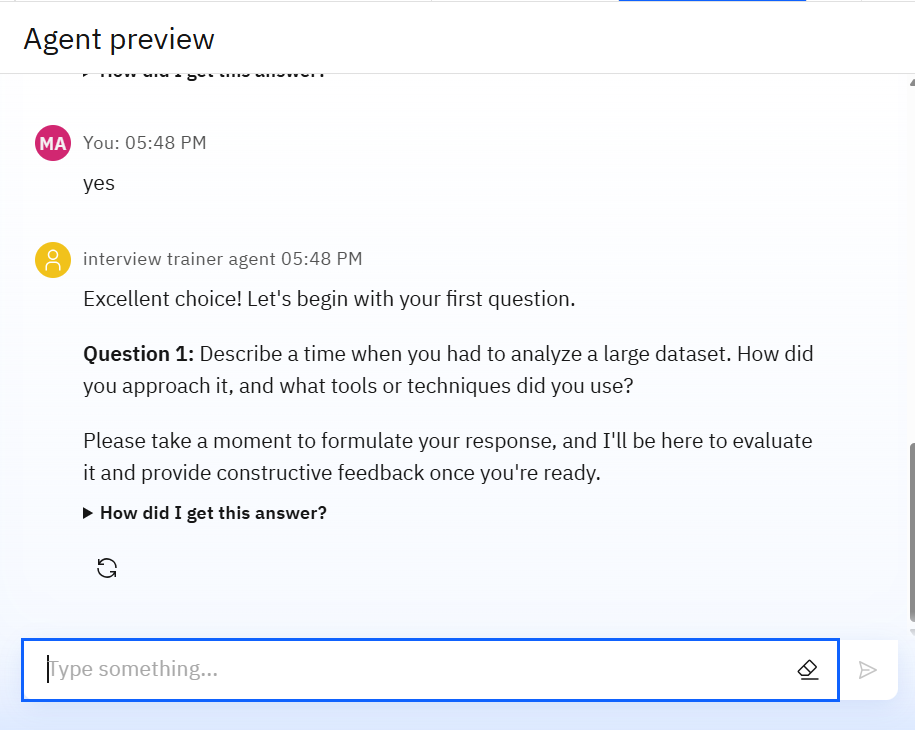 Agent preview
How did I get this answer?
MA
You: 05:48 PM
yes
interview trainer agent 05:48 PM
Excellent choice! Let's begin with your first question.
Question 1: Describe a time when you had to analyze a large dataset. How did
you approach it, and what tools or techniques did you use?
Please take a moment to formulate your response, and I'll be here to evaluate
it and provide constructive feedback once you're ready.
How did I get this answer?
Type something...